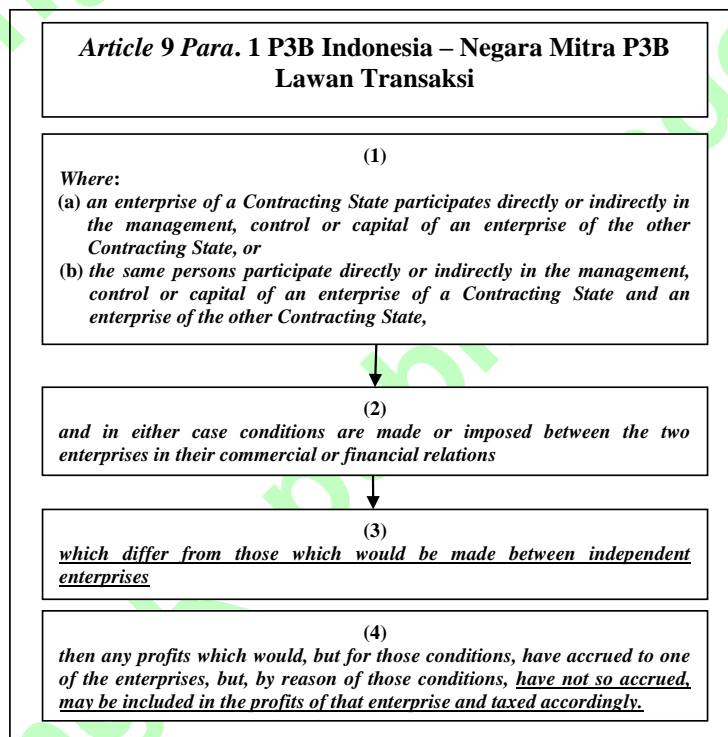 Article 9 Para. 1 P3B Indonesia – Negara Mitra P3B
Lawan Transaksi
(1)
Where:
(a) an enterprise of a Contracting State participates directly or indirectly in
the management, control or capital of an enterprise of the other
Contracting State, or
(b) the same persons participate directly or indirectly in the management,
control or capital of an enterprise of a Contracting State and an
enterprise of the other Contracting State,
(2)
and in either case conditions are made or imposed between the two
enterprises in their commercial or financial relations
(3)
which differ from those which would be made between independent
enterprises
(4)
then any profits which would, but for those conditions, have accrued to one
of the enterprises, but, by reason of those conditions, have not so accrued,
may be included in the profits of that enterprise and taxed accordingly.